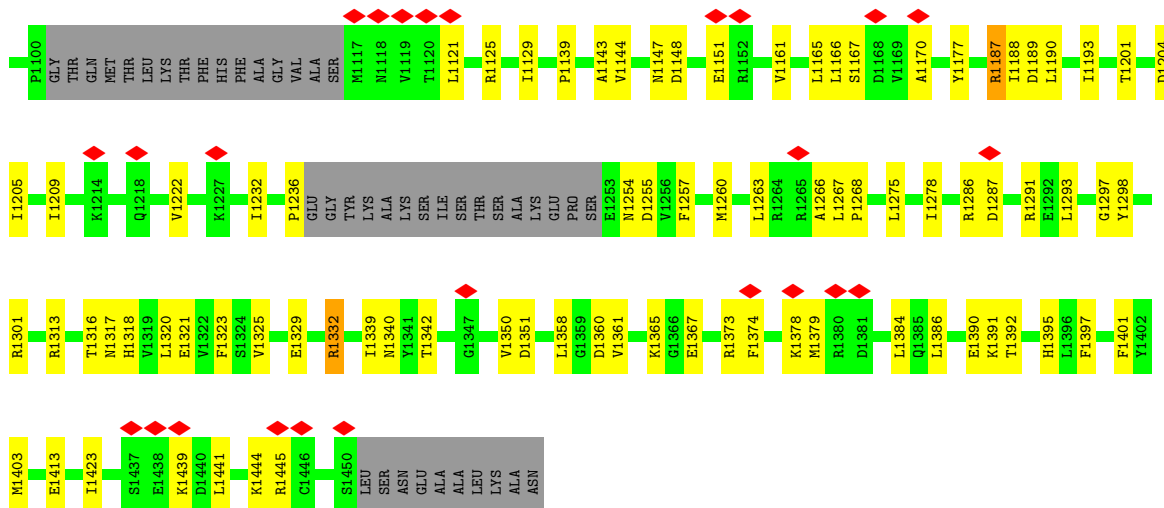 P1100 GLY THR GLN MET THR LEU LYS THR PHE HIS PHE ALA GLY VAL ALA SER M1117 N1118 V1119 T1120 L1121 R1125 I1129 P1139 A1143 V1144 N1147 D1148 E1151 R1152 V1161 L1165 L1166 S1167 D1168 V1169 A1170 Y1177 R1187 I1188 D1189 L1190 I1193 T1201 D1204
I1205 I1209 K1214 Q1218 V1222 K1227 I1232 P1236 GLU GLY TYR LYS ALA LYS SER ILE SER THR SER ALA LYS GLU PRO SER E1253 N1254 D1255 V1256 F1257 M1260 L1263 R1264 R1265 A1266 L1267 P1268 L1275 I1278 R1286 D1287 R1291 E1292 L1293 G1297 Y1298
R1301 R1313 T1316 N1317 H1318 V1319 L1320 E1321 V1322 F1323 S1324 V1325 E1329 R1332 I1339 N1340 Y1341 T1342 G1347 V1350 D1351 L1358 G1359 D1360 V1361 K1365 G1366 E1367 R1373 F1374 K1378 M1379 R1380 D1381 L1384 Q1385 L1386 E1390 K1391 T1392 H1395 L1396 F1397 F1401 Y1402
M1403 E1413 I1423 S1437 E1438 K1439 D1440 L1441 K1444 R1445 C1446 S1450 LEU SER ASN GLU ALA ALA LEU LYS ALA ASN